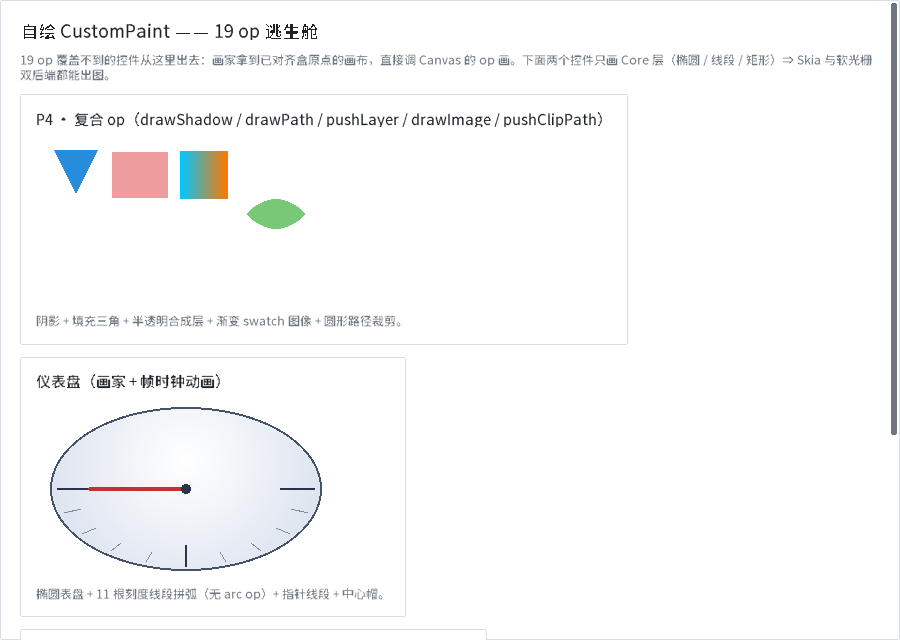 自绘 CustomPaint —— 19 op 逃生舱
19 op 覆盖不到的控件从这里出去：画家拿到已对齐盒原点的画布，直接调 Canvas 的 op 画。下面两个控件只画 Core 层（椭圆 / 线段 / 矩形）⇒ Skia 与软光栅
双后端都能出图。
P4 · 复合 op（drawShadow / drawPath / pushLayer / drawImage / pushClipPath）
阴影 + 填充三角 + 半透明合成层 + 渐变 swatch 图像 + 圆形路径裁剪。
仪表盘（画家 + 帧时钟动画）
椭圆表盘 + 11 根刻度线段拼弧（无 arc op）+ 指针线段 + 中心帽。